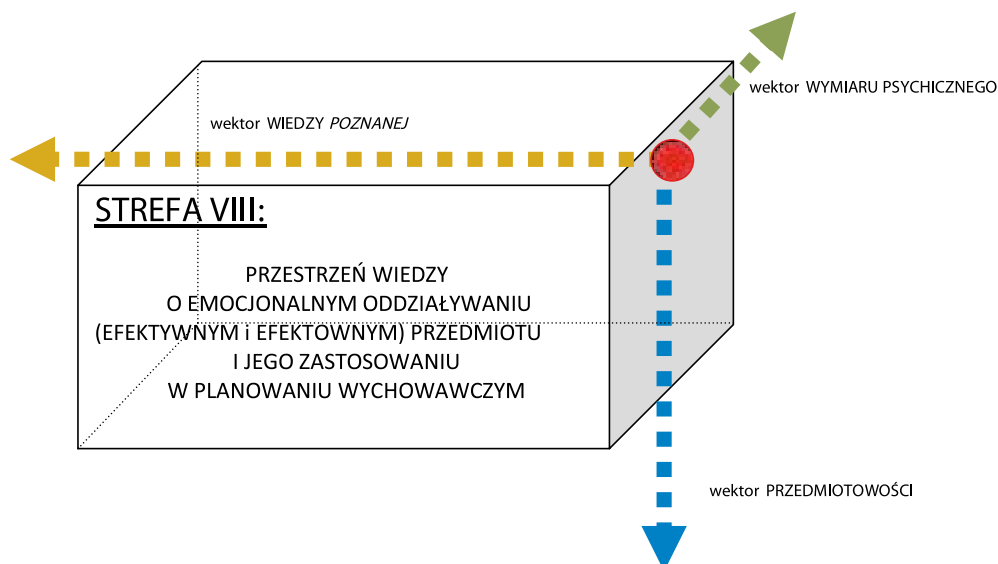 wektor WYMIARU PSYCHICZNEGO
wektor WIEDZY POZNANEJ
STREFA VIII:
PRZESTRZEŃ WIEDZY
O EMOCJONALNYM ODDZIAŁYWANIU
(EFEKTYWNYM i EFEKTOWNYM) PRZEDMIOTU
I JEGO ZASTOSOWANIU
W PLANOWANIU WYCHOWAWCZYM
wektor PRZEDMIOTOWOŚCI